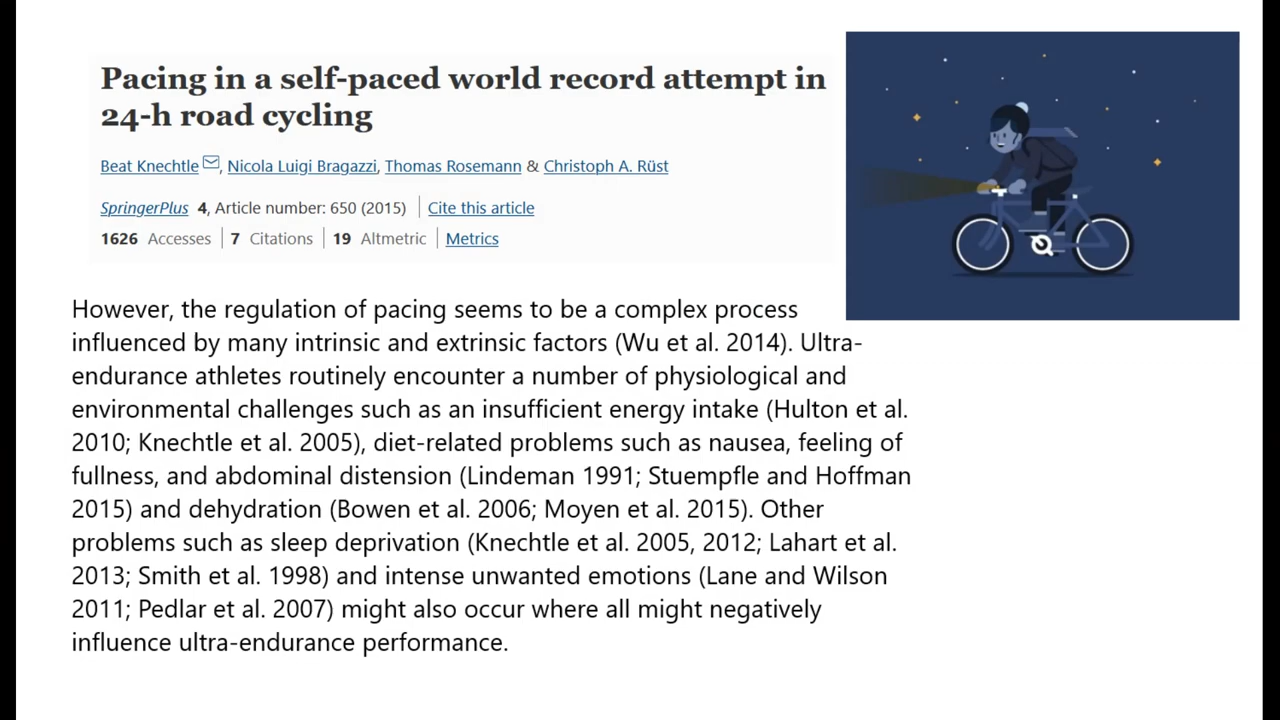 Pacing in a self-paced world record attempt in
24-h road cycling
Beat Knechtle, Nicola Luigi Bragazzi, Thomas Rosemann & Christoph A. Rüst
SpringerPlus 4, Article number: 650 (2015) | Cite this article
1626 Accesses | 7 Citations | 19 Altmetric | Metrics
However, the regulation of pacing seems to be a complex process
influenced by many intrinsic and extrinsic factors (Wu et al. 2014). Ultra-
endurance athletes routinely encounter a number of physiological and
environmental challenges such as an insufficient energy intake (Hulton et al.
2010; Knechtle et al. 2005), diet-related problems such as nausea, feeling of
fullness, and abdominal distension (Lindeman 1991; Stuempfle and Hoffman
2015) and dehydration (Bowen et al. 2006; Moyen et al. 2015). Other
problems such as sleep deprivation (Knechtle et al. 2005, 2012; Lahart et al.
2013; Smith et al. 1998) and intense unwanted emotions (Lane and Wilson
2011; Pedlar et al. 2007) might also occur where all might negatively
influence ultra-endurance performance.